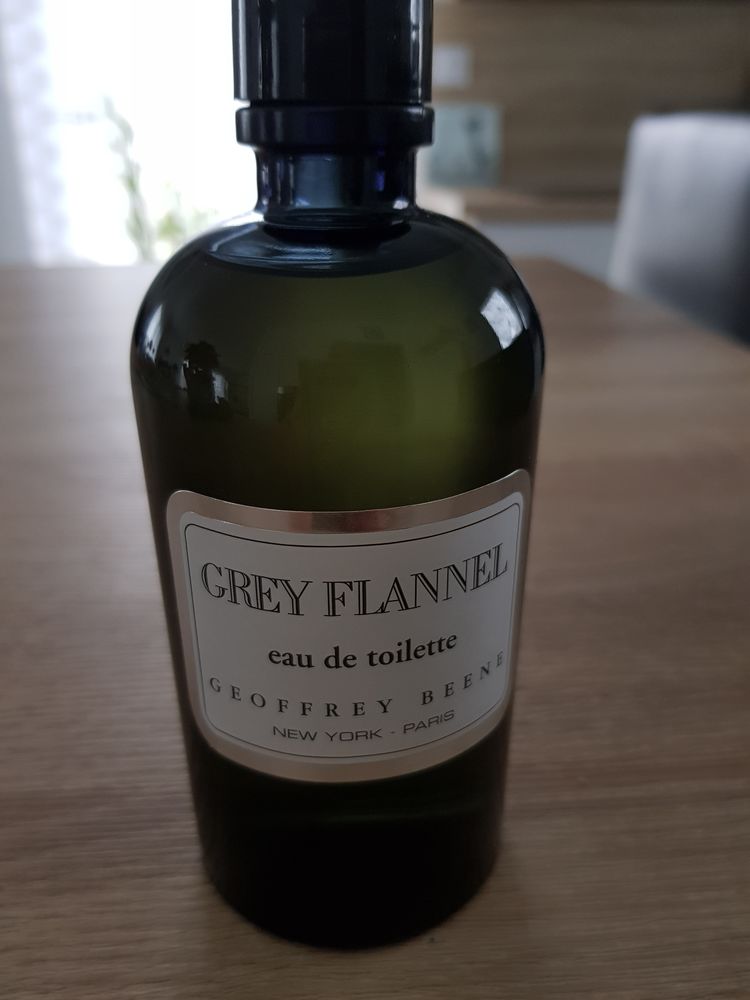 GREY FLANNEL
eau de toilette
GEOFFREY BEENE
NEW YORK - PARIS